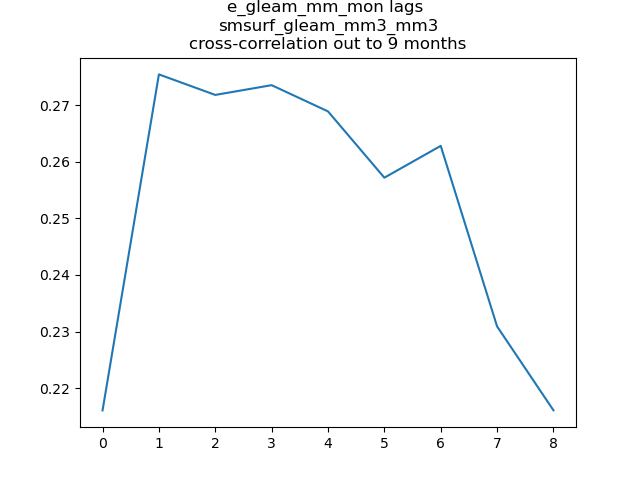 e_gleam_mm_mon lags
smsurf_gleam_mm3_mm3
cross-correlation out to 9 months
0.27
0.26
0.25
0.24
0.23
0.22
0 1 2 3 4 5 6 7 8